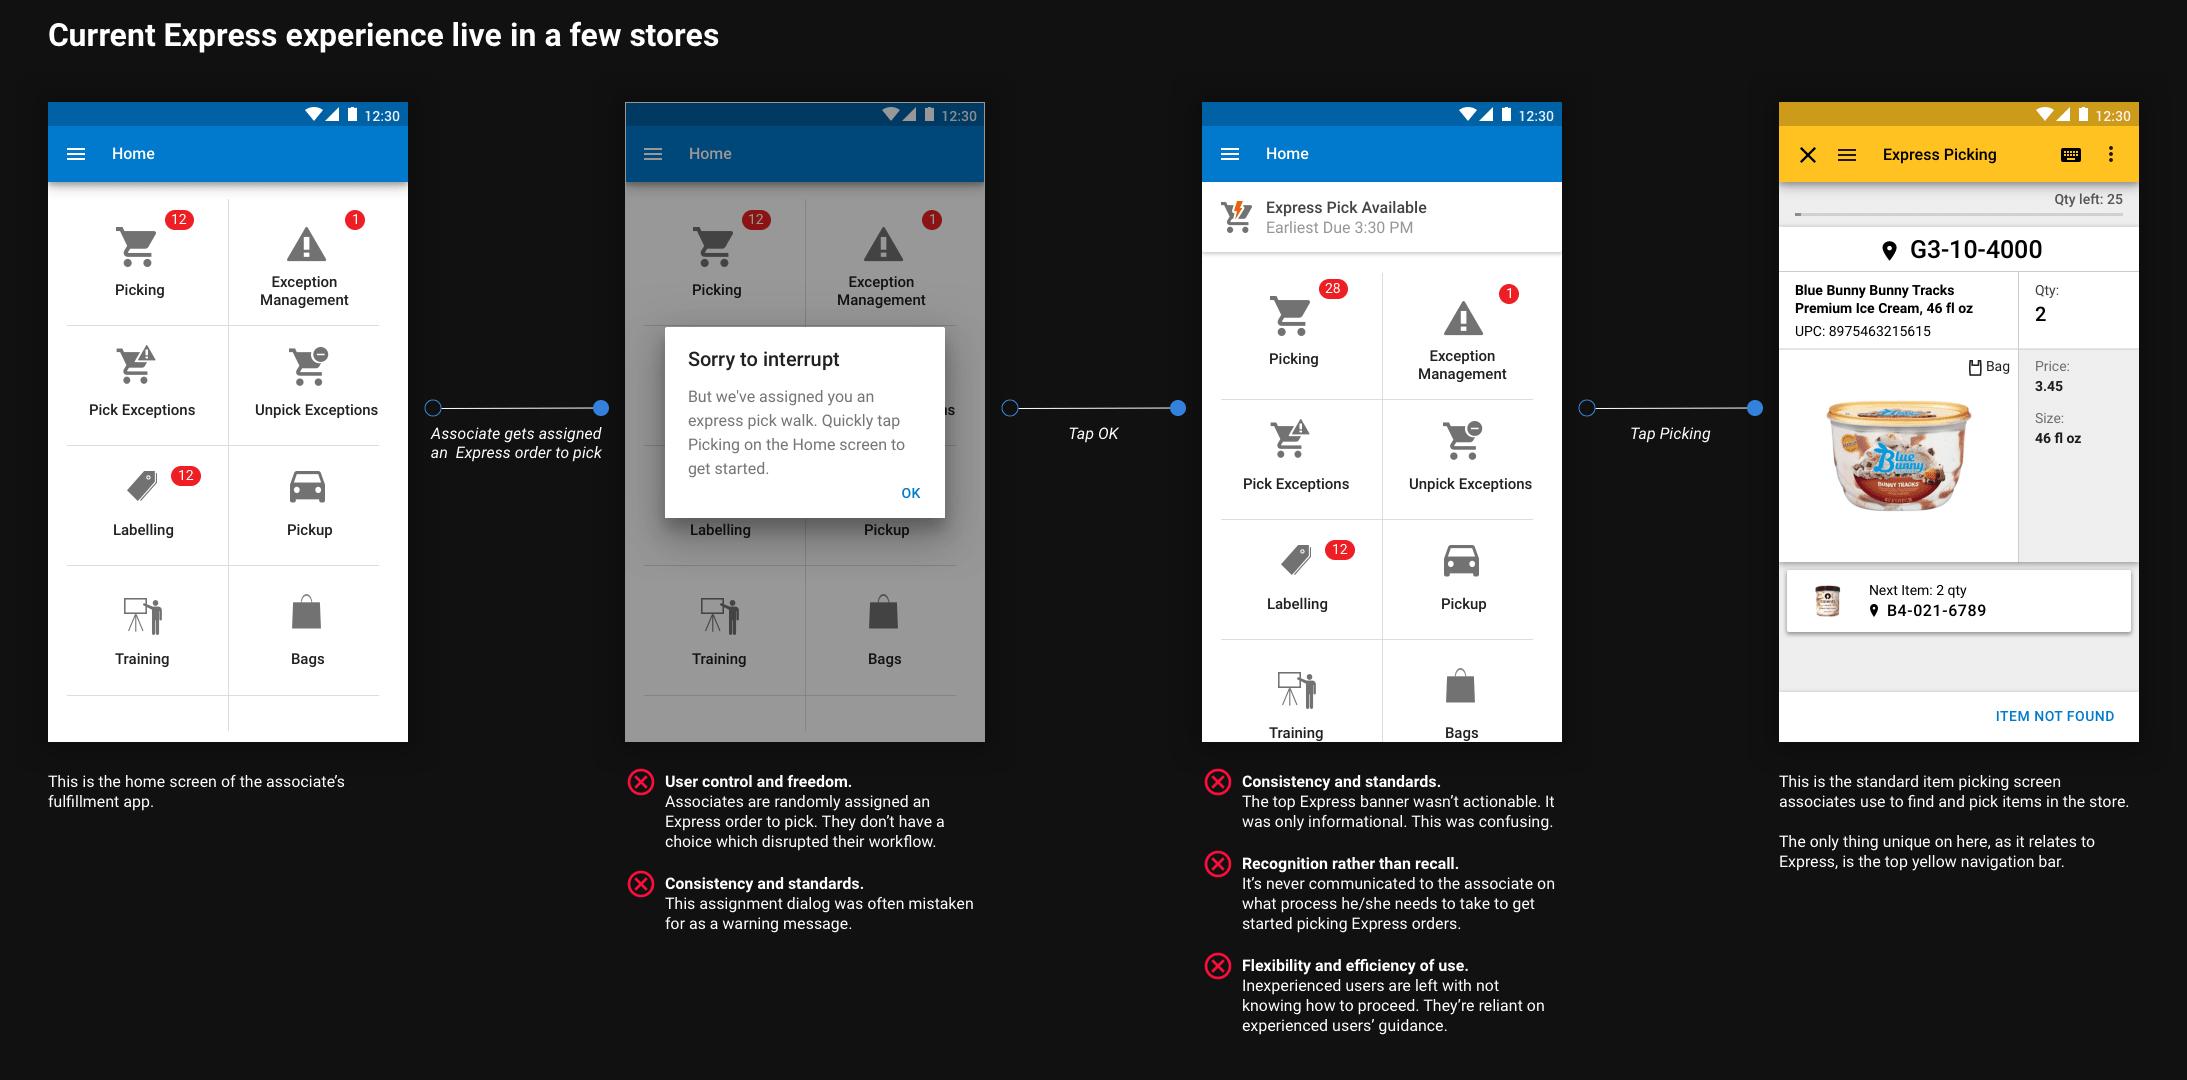 Current Express experience live in a few stores
12:30
Home
12
Picking
1
Exception
Management
Pick Exceptions
Unpick Exceptions
12
Labelling
Pickup
Training
Bags
This is the home screen of the associate's
fulfillment app.
Associate gets assigned
an Express order to pick
12:30
Home
12
Picking
1
Exception
Management
Sorry to interrupt
But we've assigned you an
express pick walk. Quickly tap
Picking on the Home screen to
get started.
OK
ns
Labelling
Pickup
Training
Bags
User control and freedom.
Associates are randomly assigned an
Express order to pick. They don't have a
choice which disrupted their workflow.
Consistency and standards.
This assignment dialog was often mistaken
for as a warning message.
Tap OK
12:30
Home
Express Pick Available
Earliest Due 3:30 PM
28
Picking
1
Exception
Management
Pick Exceptions
Unpick Exceptions
12
Labelling
Pickup
Training
Bags
Consistency and standards.
The top Express banner wasn't actionable. It
was only informational. This was confusing.
Recognition rather than recall.
It's never communicated to the associate on
what process he/she needs to take to get
started picking Express orders.
Flexibility and efficiency of use.
Inexperienced users are left with not
knowing how to proceed. They're reliant on
experienced users' guidance.
Tap Picking
12:30
Express Picking
Qty left: 25
G3-10-4000
Blue Bunny Bunny Tracks
Premium Ice Cream, 46 fl oz
UPC: 8975463215615
Qty:
2
Bag
Price:
3.45
Size:
46 fl oz
Blue
Bunny
BUNNY TRACKS
Next Item: 2 qty
B4-021-6789
ITEM NOT FOUND
This is the standard item picking screen
associates use to find and pick items in the store.
The only thing unique on here, as it relates to
Express, is the top yellow navigation bar.